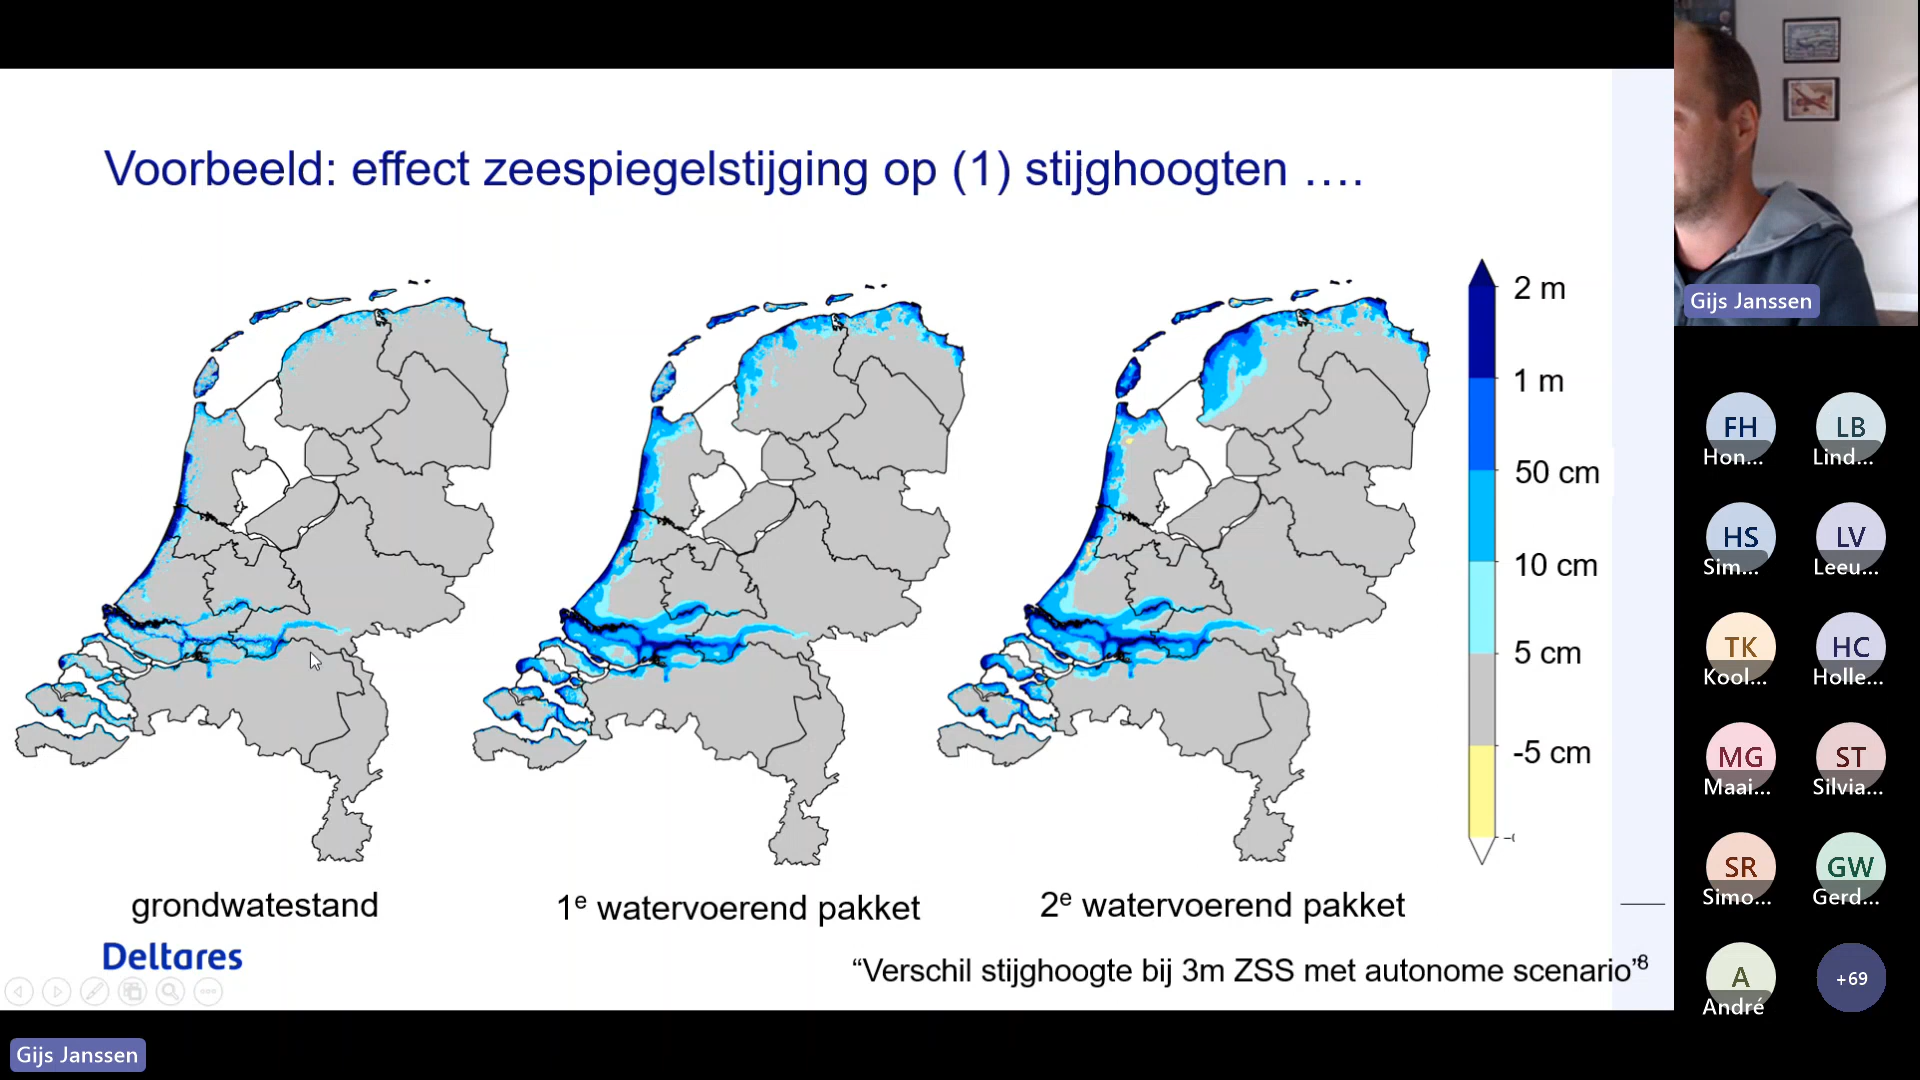 Voorbeeld: effect zeespiegelstijging op (1) stijghoogten ….
2 m
1 m
50 cm
10 cm
5 cm
-5 cm
grondwatestand
1e watervoerend pakket
2e watervoerend pakket
Deltares
“Verschil stijghoogte bij 3m ZSS met autonome scenario”
8
Gijs Janssen
Gijs Janssen
FH
Hon...
LB
Lind...
HS
Sim...
LV
Leeu...
TK
Kool...
HC
Holle...
MG
Maai...
ST
Silvia...
SR
Simo...
GW
Gerd...
A
André
+69